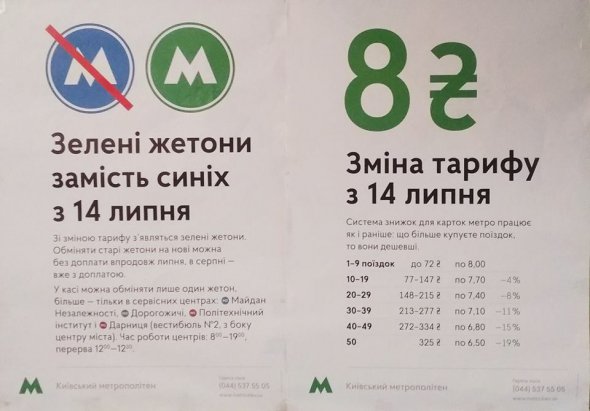 Зелені жетони
замість синіх
з 14 липня
Зі зміною тарифу з'являться зелені жетони.
Обміняти старі жетони на нові можна
без доплати впродовж липня, в серпні —
вже з доплатою.
У касі можна обміняти лише один жетон,
більше — тільки в сервісних центрах: Майдан
Незалежності, Дорогожичі, Політехнічний
інститут і Дарниця (вестибюль №2, з боку
центру міста). Час роботи центрів: 8⁰⁰–19⁰⁰,
перерва 12⁰⁰–12³⁰.
Київський метрополітен
Гаряча лінія
(044) 537 55 05
8 ₴
Зміна тарифу
з 14 липня
Система знижок для карток метро працює
як і раніше: що більше купуєте поїздок,
то вони дешевші.
1–9 поїздок до 72 ₴ по 8,00
10–19 77–147 ₴ по 7,70 –4%
20–29 148–215 ₴ по 7,40 –8%
30–39 213–277 ₴ по 7,10 –11%
40–49 272–334 ₴ по 6,80 –15%
50 325 ₴ по 6,50 –19%
Київський метрополітен
Гаряча лінія
(044) 537 55 05